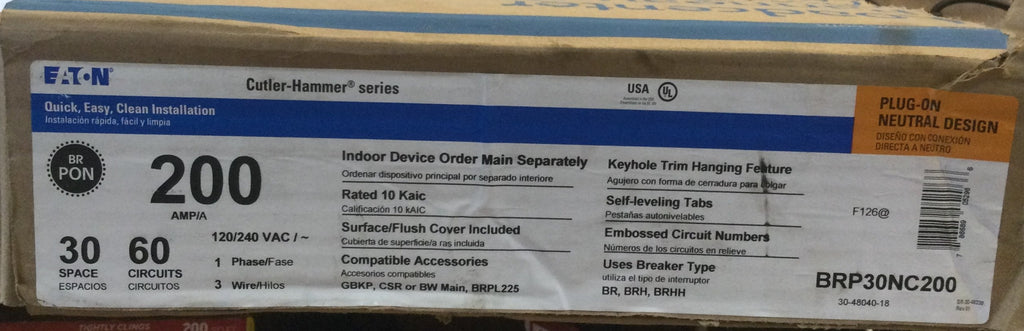 EATON
Cutler-Hammer® series
USA
UL
Quick, Easy, Clean Installation
Instalación rápida, fácil y limpia
PLUG-ON
NEUTRAL DESIGN
DISEÑO CON CONEXIÓN
DIRECTA A NEUTRO
BR
PON
200
AMP/A
30
SPACE
ESPACIOS
60
CIRCUITS
CIRCUITOS
120/240 VAC / ~
1 Phase/Fase
3 Wire/Hilos
Indoor Device Order Main Separately
Ordenar dispositivo principal por separado interiore
Rated 10 Kaic
Calificación 10 kAIC
Surface/Flush Cover Included
Cubierta de superficie/a ras incluida
Compatible Accessories
Accesorios compatibles
GBKP, CSR or BW Main, BRPL225
Keyhole Trim Hanging Feature
Agujero con forma de cerradura para colgar
Self-leveling Tabs
Pestañas autonivelables
Embossed Circuit Numbers
Números de los circuitos en relieve
Uses Breaker Type
utiliza el tipo de interruptor
BR, BRH, BRHH
F126@
BRP30NC200
30-48040-18
TIGHTLY CLINGS
200